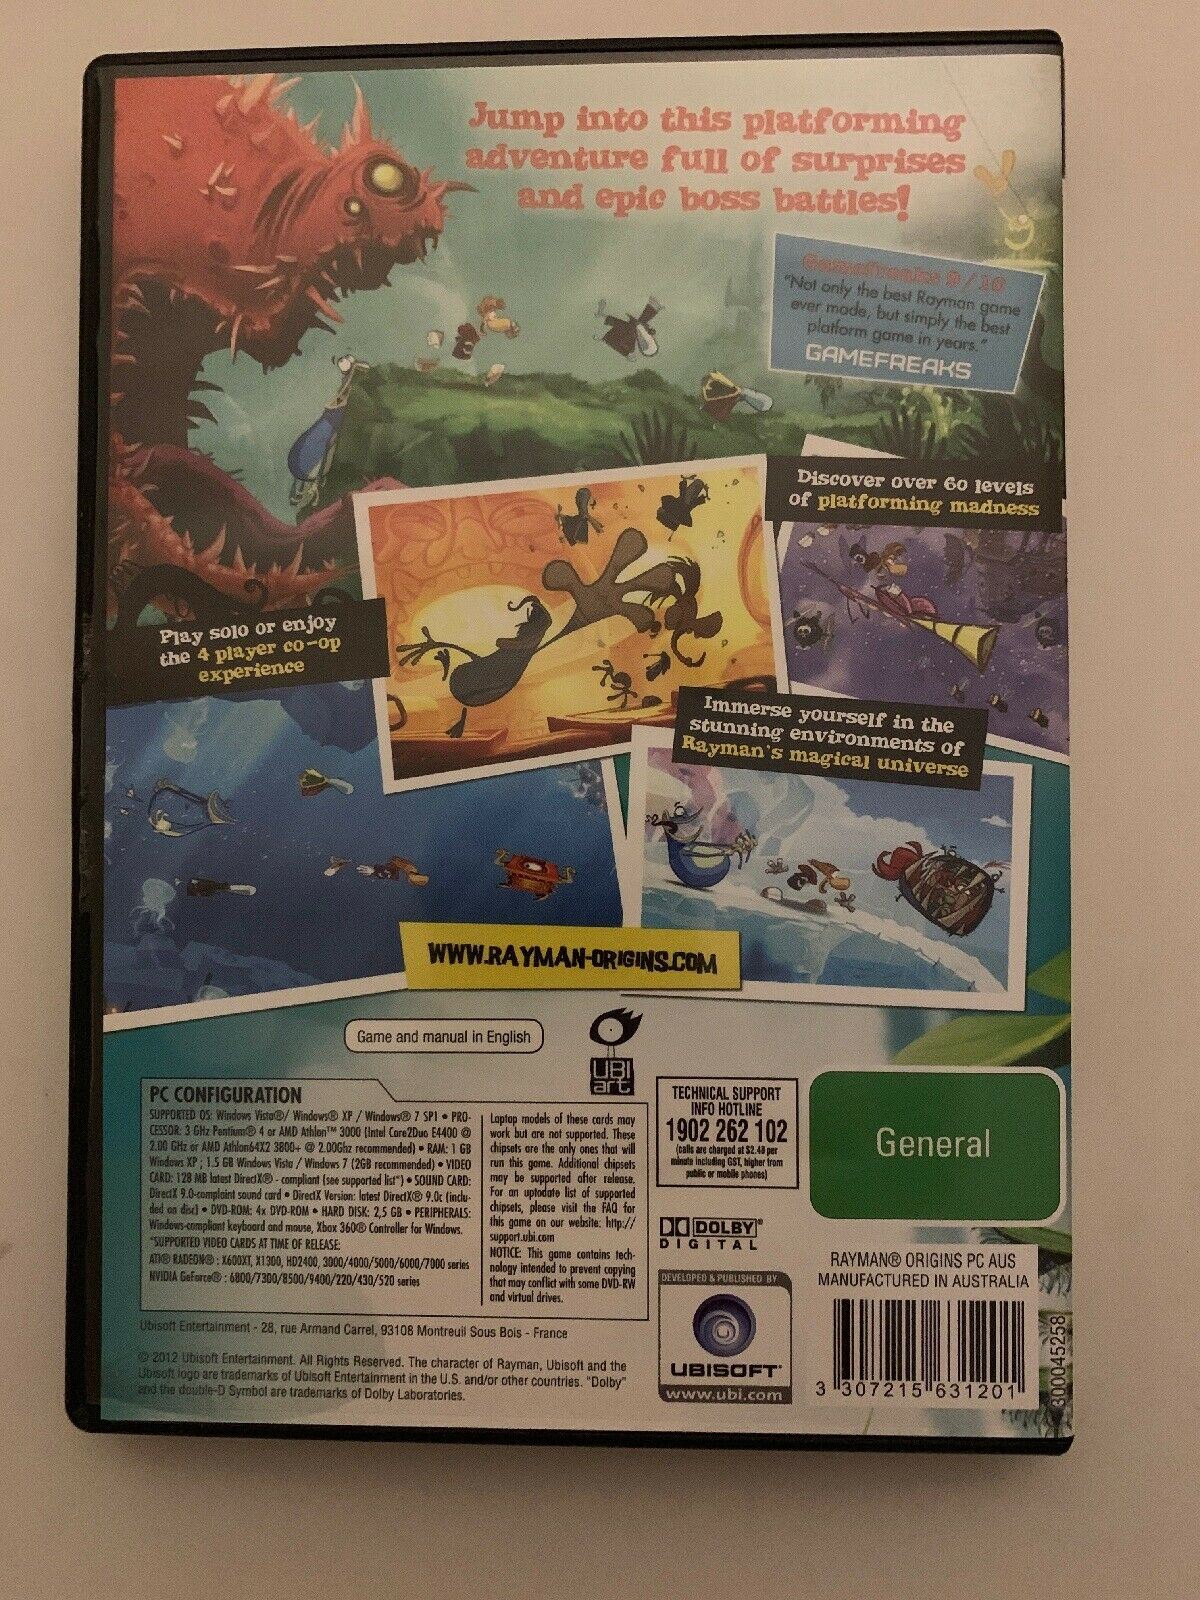 Jump into this platforming
adventure full of surprises
and epic boss battles!
Gamefreaks 9/10
"Not only the best Rayman game
ever made, but simply the best
platform game in years."
GAMEFREAKS
Discover over 60 levels
of platforming madness
Play solo or enjoy
the 4 player co-op
experience
Immerse yourself in the
stunning environments of
Rayman's magical universe
WWW.RAYMAN-ORIGINS.COM
Game and manual in English
UBI
art
PC CONFIGURATION
SUPPORTED OS: Windows Vista®/ Windows® XP / Windows® 7 SP1 • PRO-
CESSOR: 3 GHz Pentium® 4 or AMD Athlon™ 3000 (Intel Core2Duo E4400 @
2.00 GHz or AMD Athlon64X2 3800+ @ 2.00Ghz recommended) • RAM: 1 GB
Windows XP ; 1.5 GB Windows Vista / Windows 7 (2GB recommended) • VIDEO
CARD: 128 MB latest DirectX® - compliant (see supported list*) • SOUND CARD:
DirectX 9.0-complaint sound card • DirectX Version: latest DirectX® 9.0c (inclu-
ded on disc) • DVD-ROM: 4x DVD-ROM • HARD DISK: 2,5 GB • PERIPHERALS:
Windows-compliant keyboard and mouse, Xbox 360® Controller for Windows.
*SUPPORTED VIDEO CARDS AT TIME OF RELEASE:
ATI® RADEON® : X600XT, X1300, HD2400, 3000/4000/5000/6000/7000 series
NVIDIA GeForce® : 6800/7300/8500/9400/220/430/520 series
Laptop models of these cards may
work but are not supported. These
chipsets are the only ones that will
run this game. Additional chipsets
may be supported after release.
For an uptodate list of supported
chipsets, please visit the FAQ for
this game on our website: http://
support.ubi.com
NOTICE: This game contains tech-
nology intended to prevent copying
that may conflict with some DVD-RW
and virtual drives.
TECHNICAL SUPPORT
INFO HOTLINE
1902 262 102
(calls are charged at $2.48 per
minute including GST, higher from
public or mobile phones)
General
DOLBY®
DIGITAL
DEVELOPED & PUBLISHED BY
UBISOFT®
www.ubi.com
RAYMAN® ORIGINS PC AUS
MANUFACTURED IN AUSTRALIA
3 307215 631201
300045258
Ubisoft Entertainment - 28, rue Armand Carrel, 93108 Montreuil Sous Bois - France
© 2012 Ubisoft Entertainment. All Rights Reserved. The character of Rayman, Ubisoft and the
Ubisoft logo are trademarks of Ubisoft Entertainment in the U.S. and/or other countries. "Dolby"
and the double-D Symbol are trademarks of Dolby Laboratories.